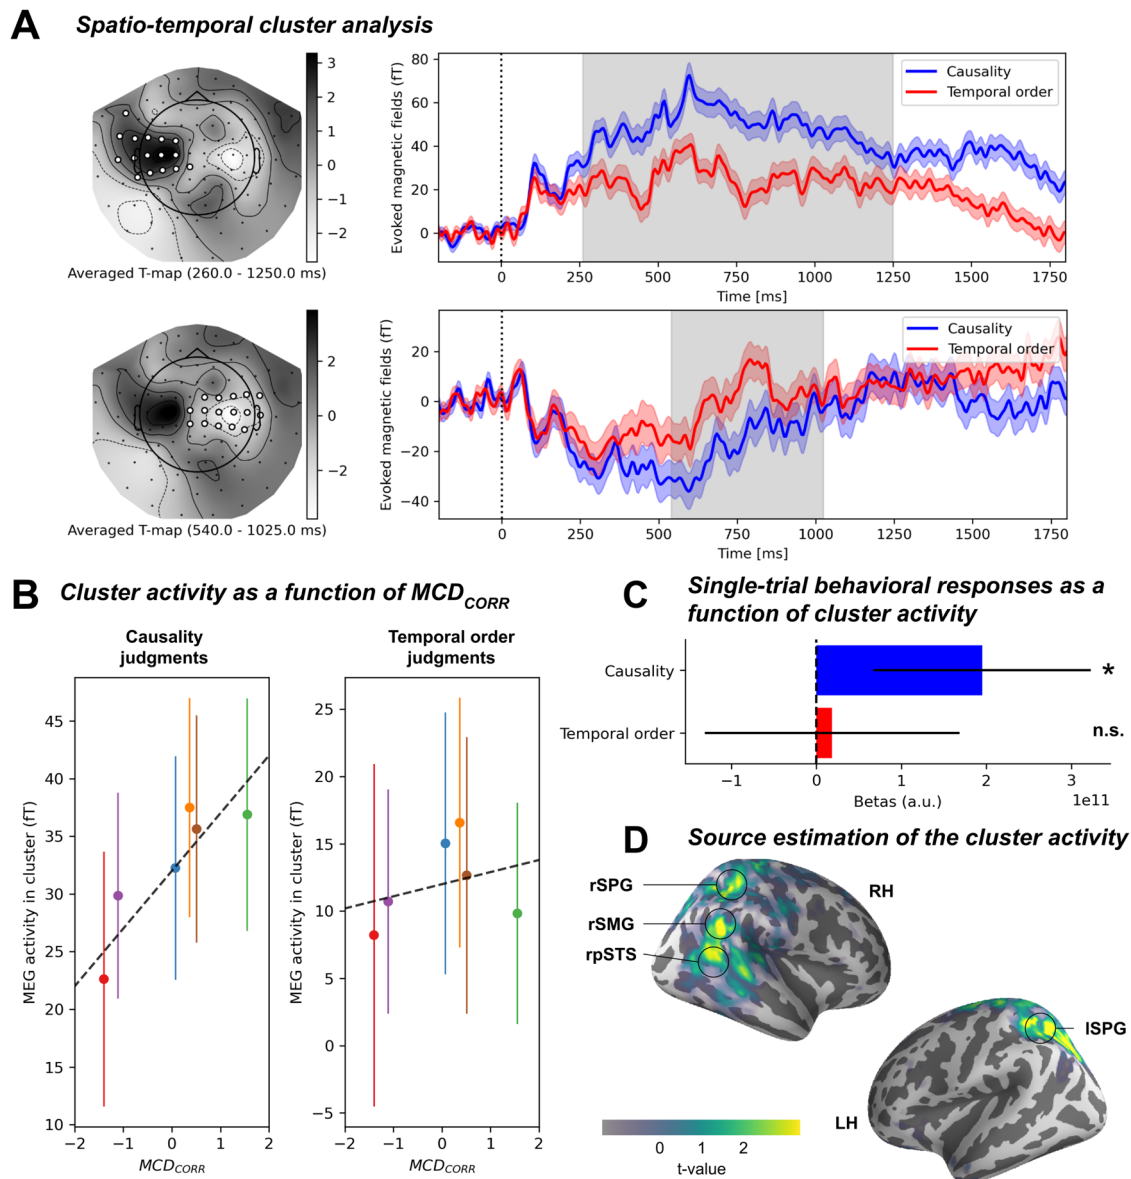 A Spatio-temporal cluster analysis
3
2
1
0
−1
−2
Averaged T-map (260.0 - 1250.0 ms)
Evoked magnetic fields (fT)
80
60
40
20
0
Causality
Temporal order
0 250 500 750 1000 1250 1500 1750
Time [ms]
2
0
−2
Averaged T-map (540.0 - 1025.0 ms)
Evoked magnetic fields (fT)
20
0
−20
−40
Causality
Temporal order
0 250 500 750 1000 1250 1500 1750
Time [ms]
B Cluster activity as a function of MCD CORR
Causality
judgments
MEG activity in cluster (fT)
45
40
35
30
25
20
15
10
−2 −1 0 1 2
MCD CORR
Temporal order
judgments
MEG activity in cluster (fT)
25
20
15
10
5
0
−5
−2 −1 0 1 2
MCD CORR
C Single-trial behavioral responses as a
function of cluster activity
Causality *
Temporal order n.s.
−1 0 1 2 3
Betas (a.u.) 1e11
D Source estimation of the cluster activity
rSPG
RH
rSMG
rpSTS
lSPG
LH
0 1 2
t-value